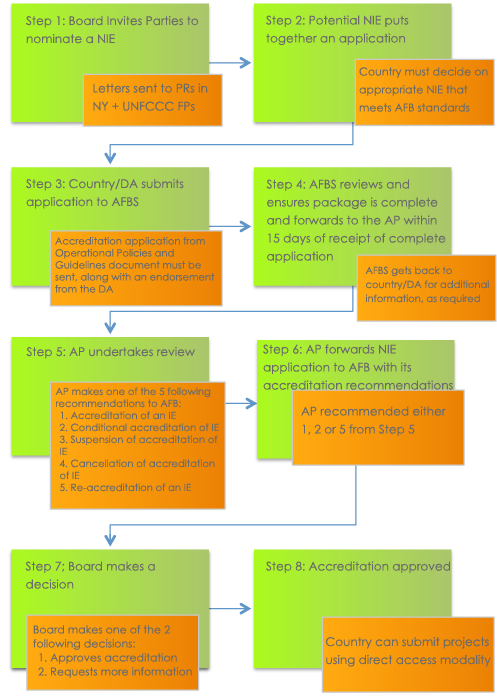 Step 1: Board Invites Parties to
nominate a NIE
Letters sent to PRs in
NY + UNFCCC FPs
Step 2: Potential NIE puts
together an application
Country must decide on
appropriate NIE that
meets AFB standards
Step 3: Country/DA submits
application to AFBS
Accreditation application from
Operational Policies and
Guidelines document must be
sent, along with an endorsement
from the DA
Step 4: AFBS reviews and
ensures package is complete
and forwards to the AP within
15 days of receipt of complete
application
AFBS gets back to
country/DA for additional
information, as required
Step 5: AP undertakes review
AP makes one of the 5 following
recommendations to AFB:
1. Accreditation of an IE
2. Conditional accreditation of IE
3. Suspension of accreditation of
IE
4. Cancellation of accreditation
of IE
5. Re-accreditation of an IE
Step 6: AP forwards NIE
application to AFB with its
accreditation recommendations
AP recommended either
1, 2 or 5 from Step 5
Step 7; Board makes a
decision
Board makes one of the 2
following decisions:
1. Approves accreditation
2. Requests more information
Step 8: Accreditation approved
Country can submit projects
using direct access modality